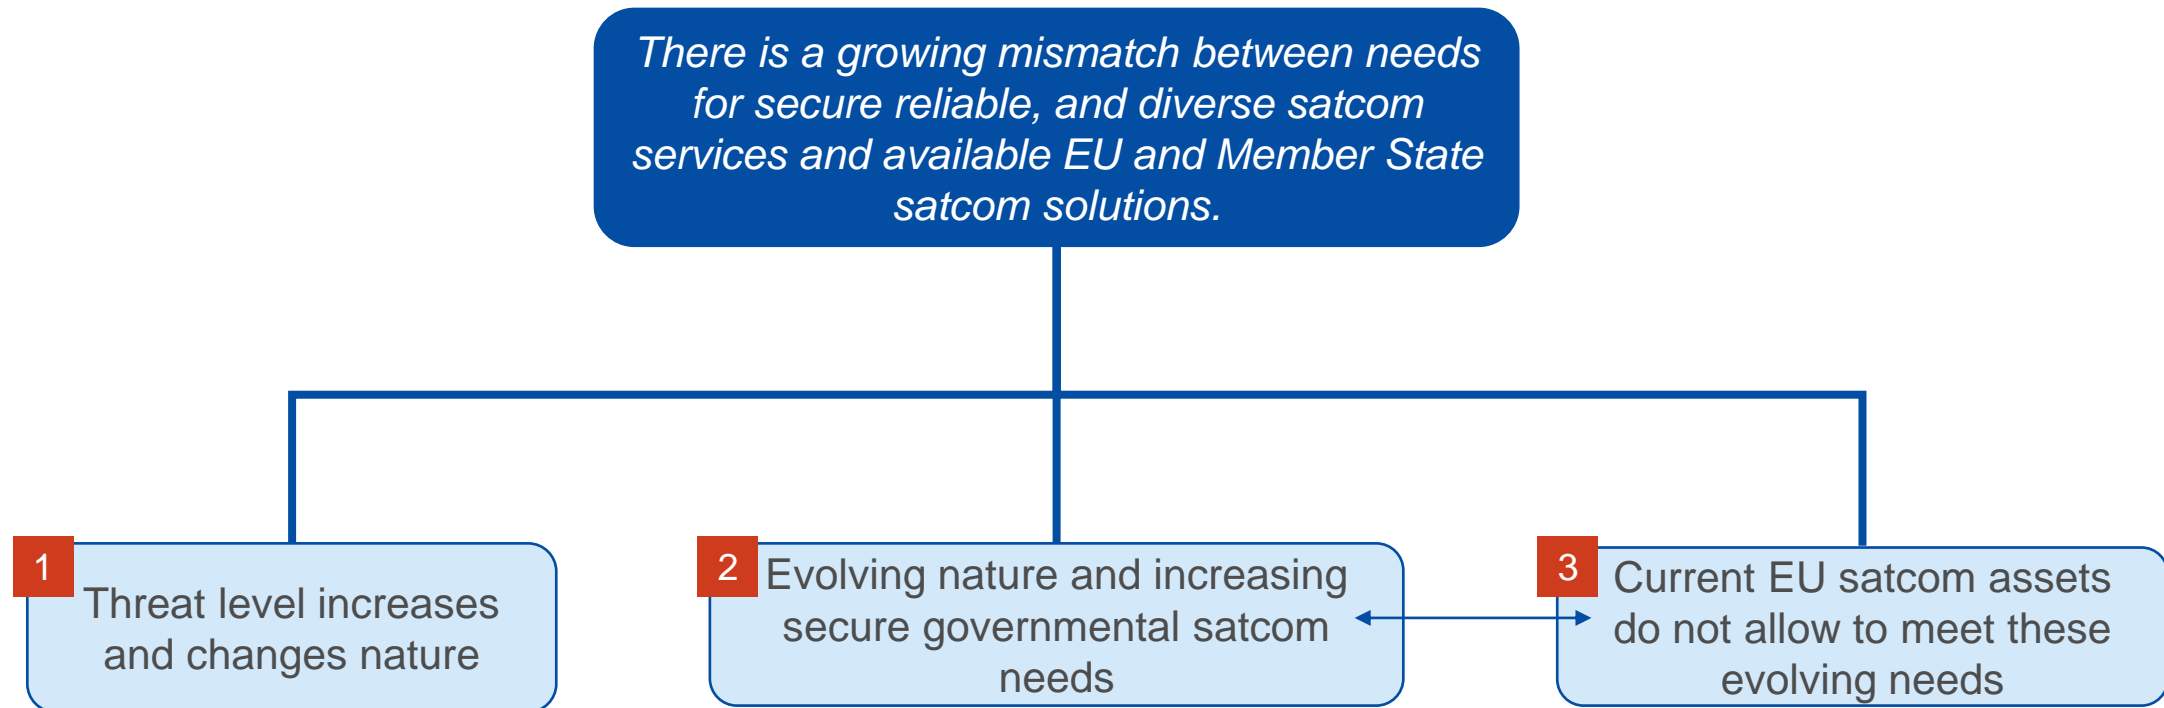 There is a growing mismatch between needs
for secure reliable, and diverse satcom
services and available EU and Member State
satcom solutions.
1
Threat level increases
and changes nature
2
Evolving nature and increasing
secure governmental satcom
needs
3
Current EU satcom assets
do not allow to meet these
evolving needs